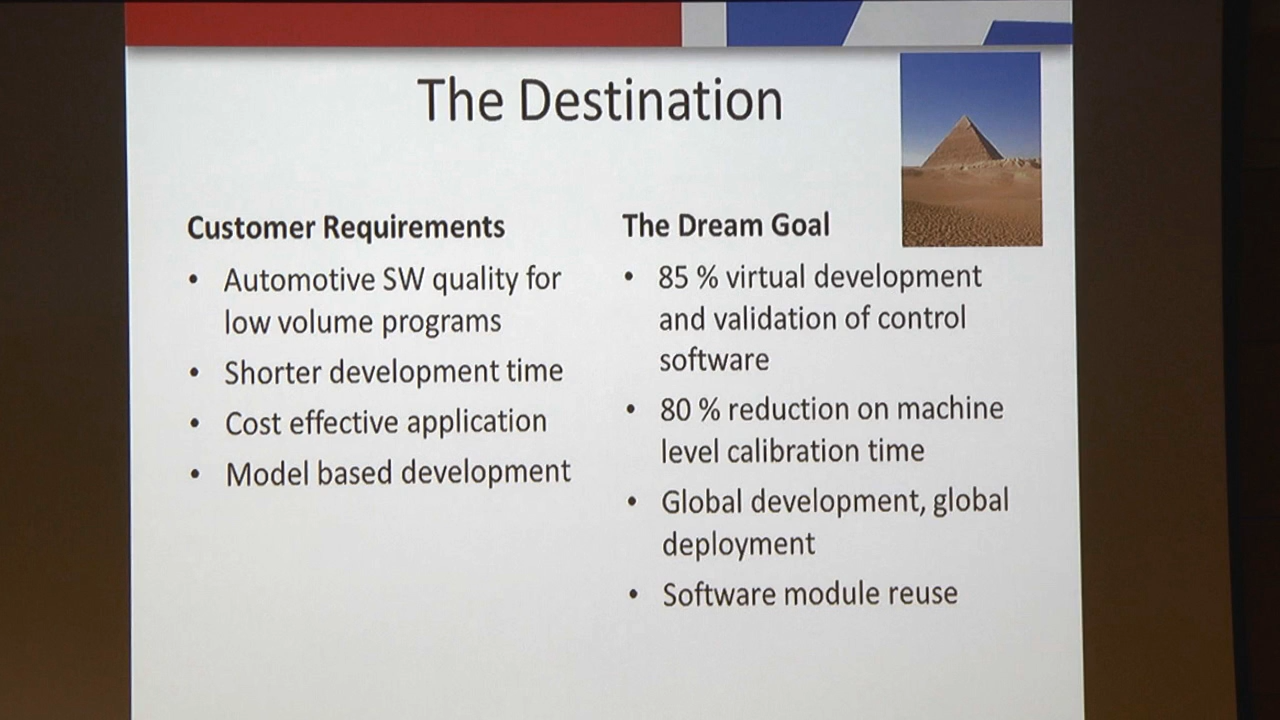 The Destination
Customer Requirements
• Automotive SW quality for
low volume programs
• Shorter development time
• Cost effective application
• Model based development
The Dream Goal
• 85 % virtual development
and validation of control
software
• 80 % reduction on machine
level calibration time
• Global development, global
deployment
• Software module reuse